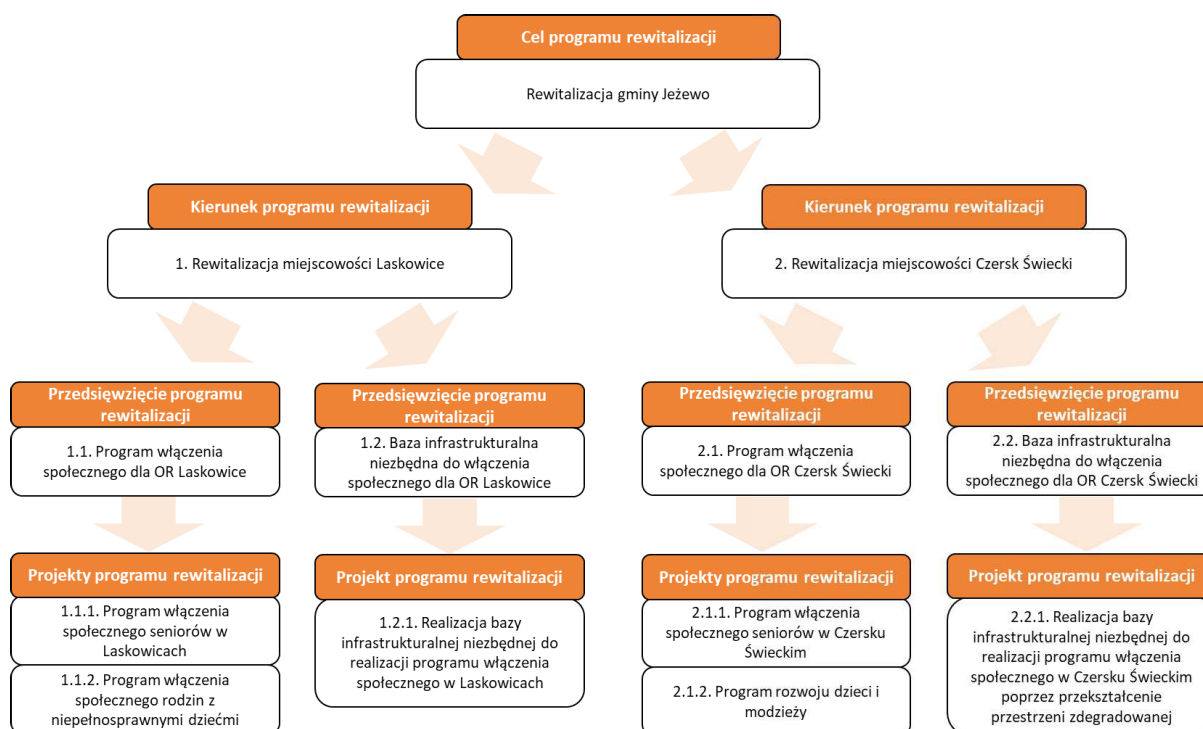 Cel programu rewitalizacji
Rewitalizacja gminy Jeżewo
Kierunek programu rewitalizacji
1. Rewitalizacja miejscowości Laskowice
Kierunek programu rewitalizacji
2. Rewitalizacja miejscowości Czersk Świecki
Przedsięwzięcie programu
rewitalizacji
1.1. Program włączenia
społecznego dla OR Laskowice
Przedsięwzięcie programu
rewitalizacji
1.2. Baza infrastrukturalna
niezbędna do włączenia
społecznego dla OR Laskowice
Przedsięwzięcie programu
rewitalizacji
2.1. Program włączenia
społecznego dla OR Czersk Świecki
Przedsięwzięcie programu
rewitalizacji
2.2. Baza infrastrukturalna
niezbędna do włączenia
społecznego dla OR Czersk Świecki
Projekty programu rewitalizacji
1.1.1. Program włączenia
społecznego seniorów w
Laskowicach
1.1.2. Program włączenia
społecznego rodzin z
niepełnosprawnymi dziećmi
Projekt programu rewitalizacji
1.2.1. Realizacja bazy
infrastrukturalnej niezbędnej do
realizacji programu włączenia
społecznego w Laskowicach
Projekty programu rewitalizacji
2.1.1. Program włączenia
społecznego seniorów w Czersku
Świeckim
2.1.2. Program rozwoju dzieci i
modzieży
Projekt programu rewitalizacji
2.2.1. Realizacja bazy
infrastrukturalnej niezbędnej do
realizacji programu włączenia
społecznego w Czersku Świeckim
poprzez przekształcenie
przestrzeni zdegradowanej